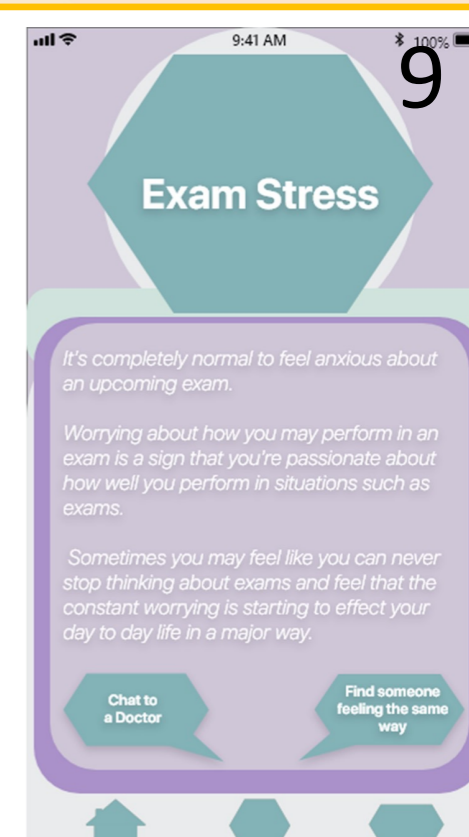 9:41 AM
100%
9
Exam Stress
It's completely normal to feel anxious about
an upcoming exam.
Worrying about how you may perform in an
exam is a sign that you're passionate about
how well you perform in situations such as
exams.
Sometimes you may feel like you can never
stop thinking about exams and feel that the
constant worrying is starting to effect your
day to day life in a major way.
Chat to
a Doctor
Find someone
feeling the same
way